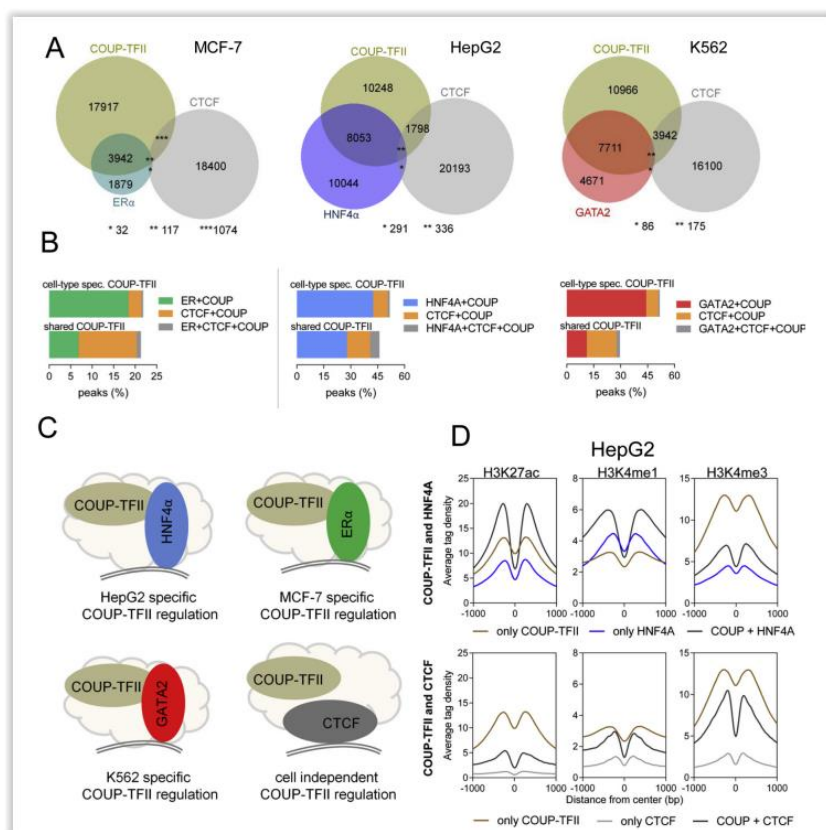 A
COUP-TFII MCF-7
CTCF
17917
***
3942 **
*
1879
18400
ERα
* 32 ** 117 ***1074
COUP-TFII HepG2
CTCF
10248
1798
8053
**
*
10044
20193
HNF4α
* 291 ** 336
COUP-TFII K562
CTCF
10966
3942
7711
**
*
4671
16100
GATA2
* 86 ** 175
B
cell-type spec. COUP-TFII
shared COUP-TFII
ER+COUP
CTCF+COUP
ER+CTCF+COUP
0 5 10 15 20 25
peaks (%)
cell-type spec. COUP-TFII
shared COUP-TFII
HNF4A+COUP
CTCF+COUP
HNF4A+CTCF+COUP
0 15 30 45 60
peaks (%)
cell-type spec. COUP-TFII
shared COUP-TFII
GATA2+COUP
CTCF+COUP
GATA2+CTCF+COUP
0 15 30 45 60
peaks (%)
C
COUP-TFII
HNF4α
HepG2 specific
COUP-TFII regulation
COUP-TFII
ERα
MCF-7 specific
COUP-TFII regulation
COUP-TFII
GATA2
K562 specific
COUP-TFII regulation
COUP-TFII
CTCF
cell independent
COUP-TFII regulation
D
HepG2
COUP-TFII and HNF4A
Average tag density
H3K27ac
25
20
15
10
5
0
-1000 0 1000
H3K4me1
8
6
4
2
0
-1000 0 1000
H3K4me3
15
10
5
0
-1000 0 1000
only COUP-TFII only HNF4A COUP + HNF4A
COUP-TFII and CTCF
Average tag density
25
20
15
10
5
0
-1000 0 1000
8
6
4
2
0
-1000 0 1000
15
10
5
0
-1000 0 1000
Distance from center (bp)
only COUP-TFII only CTCF COUP + CTCF